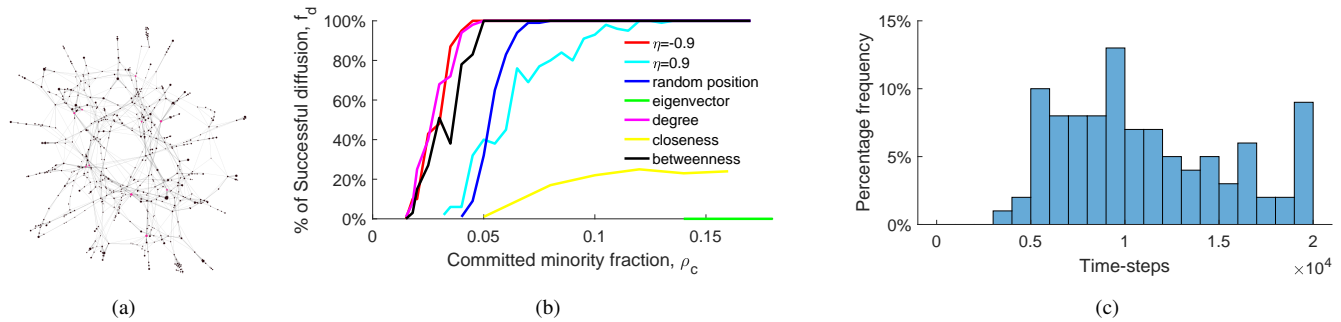 (a)
% of Successful diffusion, f_d
100%
80%
60%
40%
20%
0%
0
0.05
0.1
0.15
Committed minority fraction, ρ_c
η=-0.9
η=0.9
random position
eigenvector
degree
closeness
betweenness
(b)
Percentage frequency
15%
10%
5%
0%
0
0.5
1
1.5
2
×10⁴
Time-steps
(c)